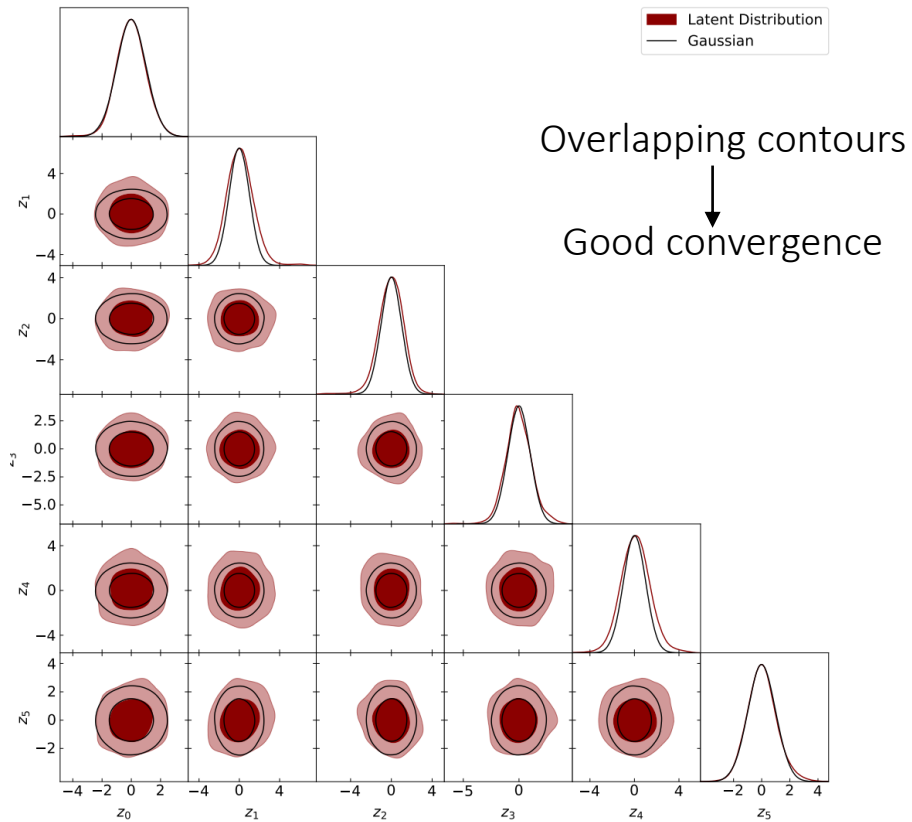 Latent Distribution
Gaussian
Overlapping contours
Good convergence
z₁
4
0
−4
z₂
4
0
−4
z₃
2.5
0.0
−2.5
−5.0
z₄
4
0
−4
z₅
4
2
0
−2
−4 −2 0 2
−4 0 4
−4 0 4
−5 0
−4 0 4
−4 −2 0 2 4
z₀ z₁ z₂ z₃ z₄ z₅